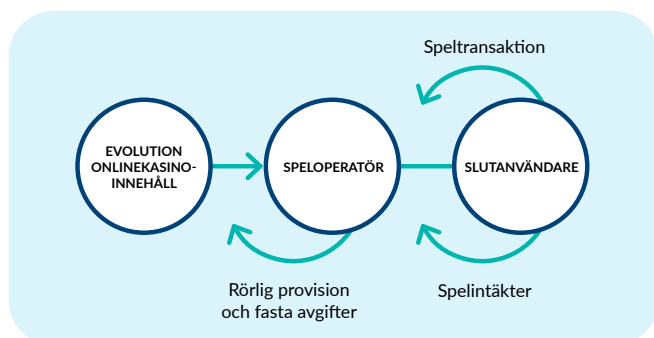 Speltransaktion
EVOLUTION
ONLINEKASINO-
INNEHÅLL
SPELOPERATÖR
SLUTANVÄNDARE
Rörlig provision
och fasta avgifter
Spelintäkter